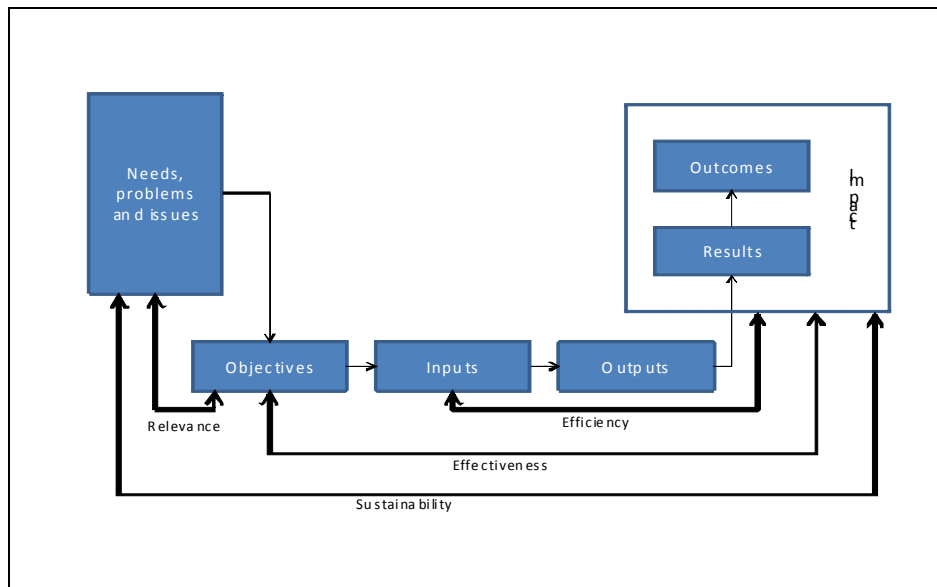 Needs,
problems
and issues
Outcomes
Impact
Results
Objectives
Inputs
Outputs
Relevance
Efficiency
Effectiveness
Sustainability